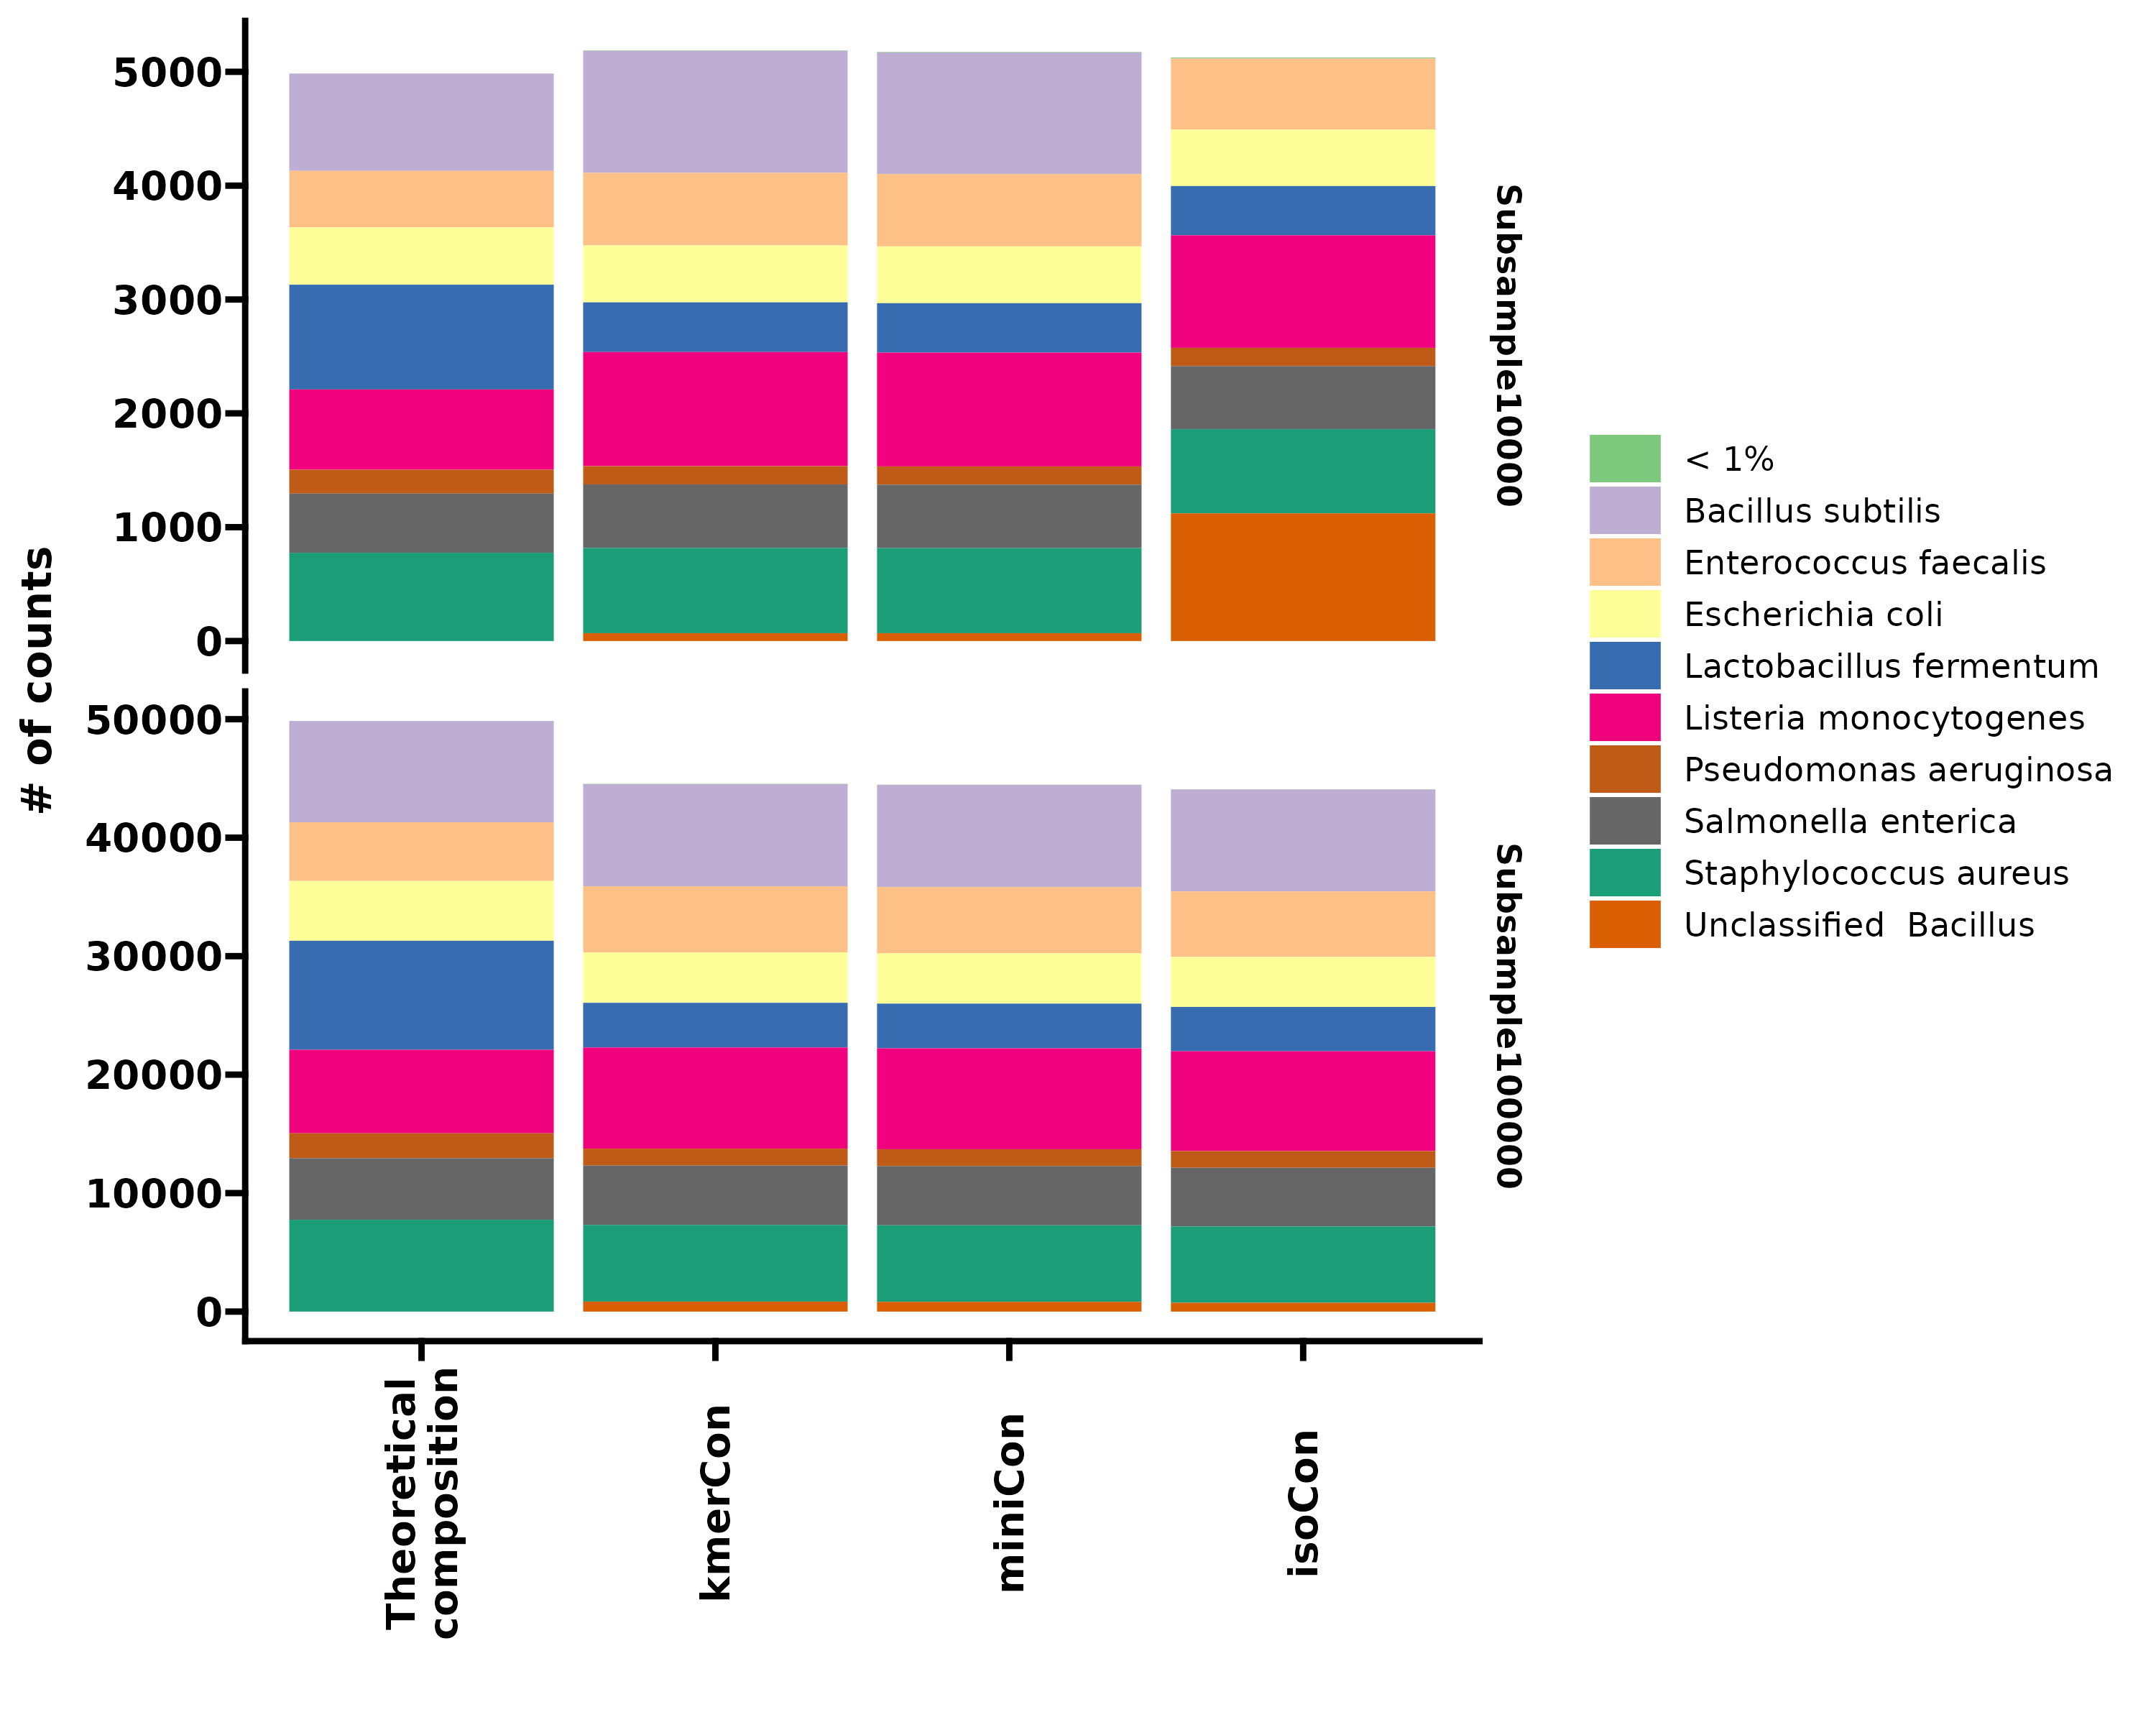 # of counts
5000
4000
3000
2000
1000
0
Subsample10000
50000
40000
30000
20000
10000
0
Subsample100000
Theoretical
composition
kmerCon
miniCon
isoCon
< 1%
Bacillus subtilis
Enterococcus faecalis
Escherichia coli
Lactobacillus fermentum
Listeria monocytogenes
Pseudomonas aeruginosa
Salmonella enterica
Staphylococcus aureus
Unclassified  Bacillus